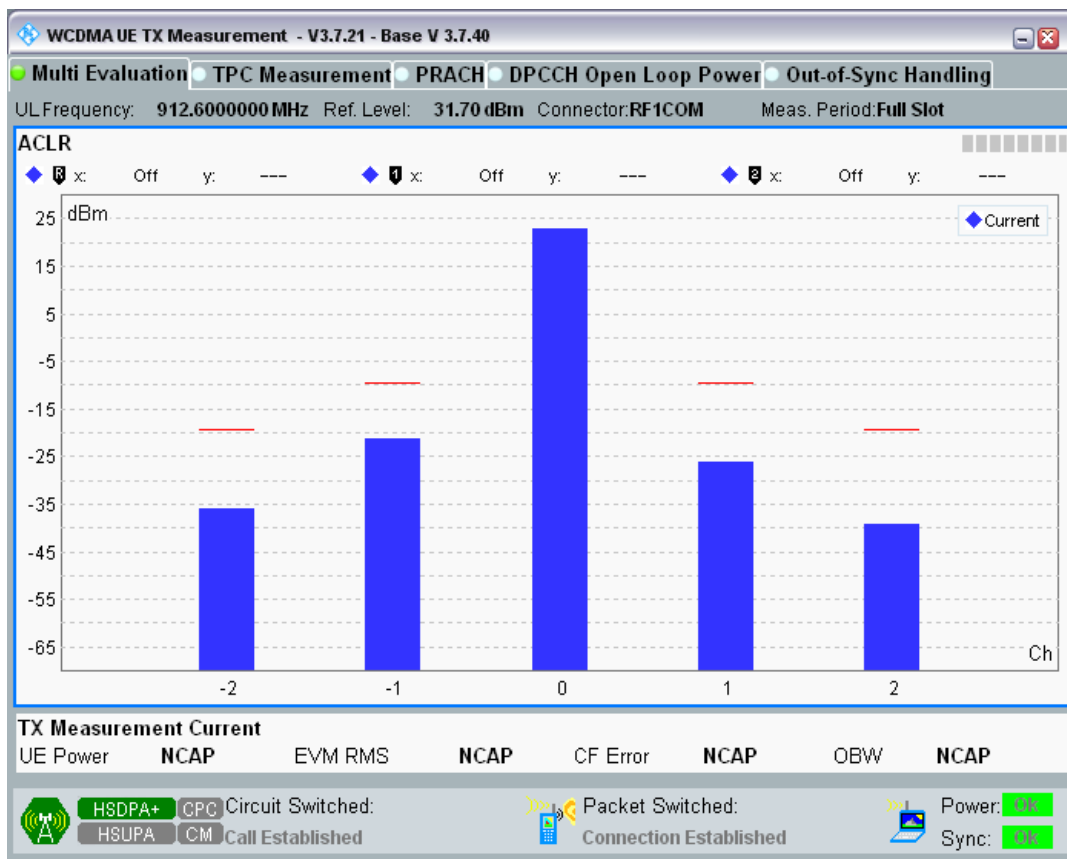 WCDMA UE TX Measurement - V3.7.21 - Base V 3.7.40
Multi Evaluation TPC Measurement PRACH DPCCH Open Loop Power Out-of-Sync Handling
UL Frequency: 912.6000000 MHz Ref. Level: 31.70 dBm Connector:RF1COM Meas. Period:Full Slot
ACLR
R x: Off y: --- 1 x: Off y: --- 2 x: Off y: ---
dBm
Current
25
15
5
-5
-15
-25
-35
-45
-55
-65
Ch
-2 -1 0 1 2
TX Measurement Current
UE Power NCAP EVM RMS NCAP CF Error NCAP OBW NCAP
HSDPA+ CPC Circuit Switched: Packet Switched: Power: OK
HSUPA CM Call Established Connection Established Sync: OK